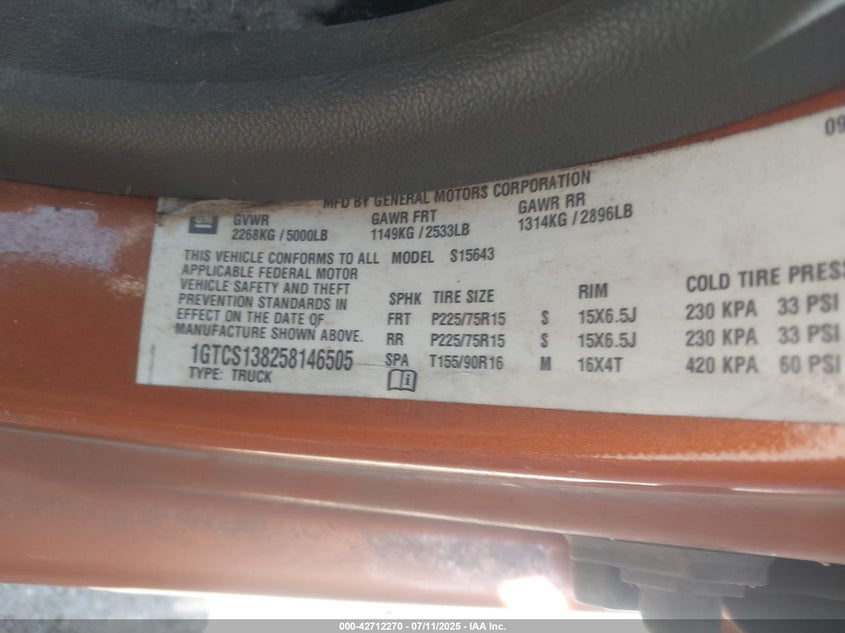 09
MFD BY GENERAL MOTORS CORPORATION
GM
GVWR GAWR FRT GAWR RR
2268KG / 5000LB 1149KG / 2533LB 1314KG / 2896LB
THIS VEHICLE CONFORMS TO ALL
APPLICABLE FEDERAL MOTOR
VEHICLE SAFETY AND THEFT
PREVENTION STANDARDS IN
EFFECT ON THE DATE OF
MANUFACTURE SHOWN ABOVE.
1GTCS138258146505
TYPE: TRUCK
MODEL S15643
SPHK TIRE SIZE RIM COLD TIRE PRESS
FRT P225/75R15 S 15X6.5J 230 KPA 33 PSI
RR P225/75R15 S 15X6.5J 230 KPA 33 PSI
SPA T155/90R16 M 16X4T 420 KPA 60 PSI
000-42712270 - 07/11/2025 - IAA Inc.